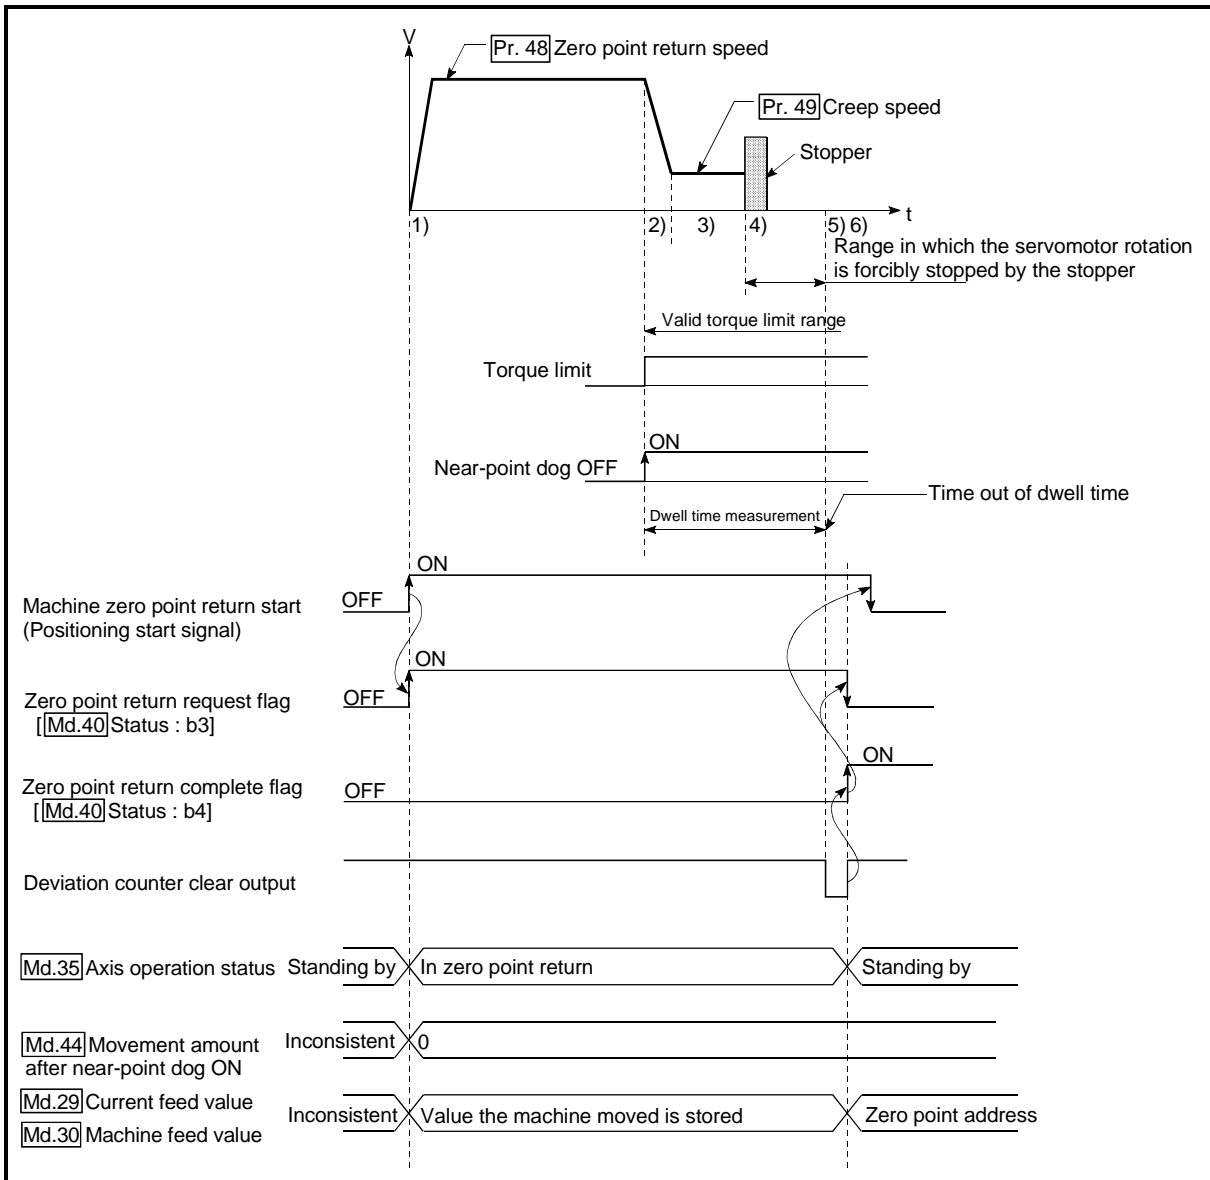 V
Pr. 48 Zero point return speed
Pr. 49 Creep speed
Stopper
t
1) 2) 3) 4) 5) 6)
Range in which the servomotor rotation
is forcibly stopped by the stopper
Valid torque limit range
Torque limit
ON
Near-point dog OFF
Time out of dwell time
Dwell time measurement
ON
OFF
Machine zero point return start
(Positioning start signal)
ON
OFF
Zero point return request flag
[ Md.40 Status : b3]
ON
Zero point return complete flag
OFF
[ Md.40 Status : b4]
Deviation counter clear output
Md.35 Axis operation status Standing by In zero point return Standing by
Md.44 Movement amount
after near-point dog ON
Inconsistent 0
Md.29 Current feed value
Md.30 Machine feed value
Inconsistent Value the machine moved is stored Zero point address